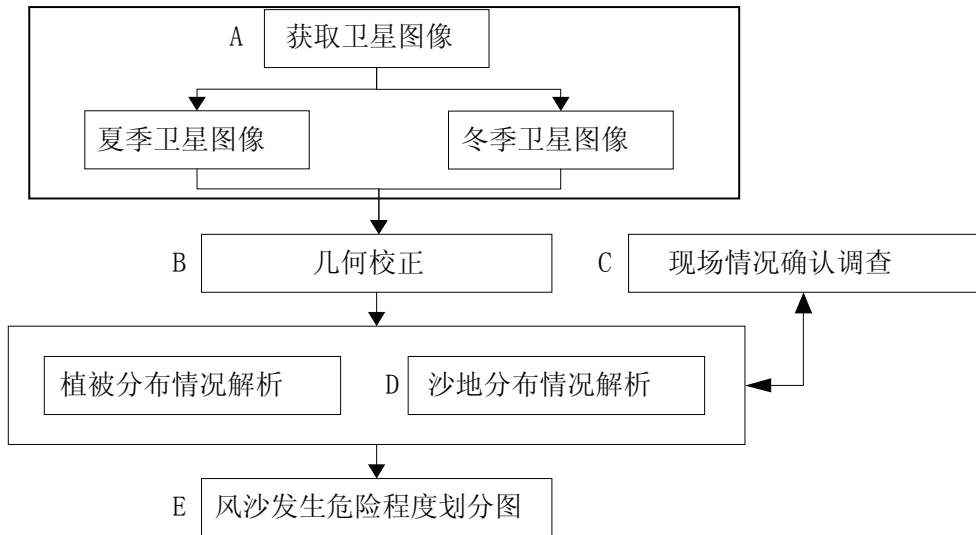 A 获取卫星图像
夏季卫星图像 冬季卫星图像
B 几何校正 C 现场情况确认调查
植被分布情况解析 D 沙地分布情况解析
E 风沙发生危险程度划分图